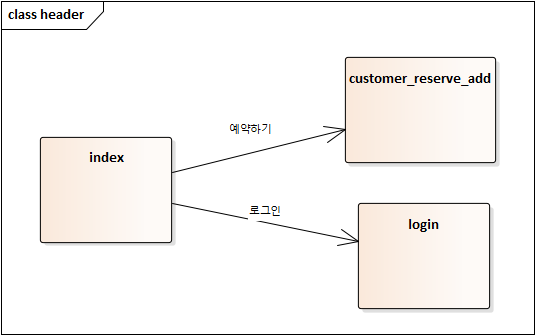 class header
customer_reserve_add
예약하기
index
로그인
login